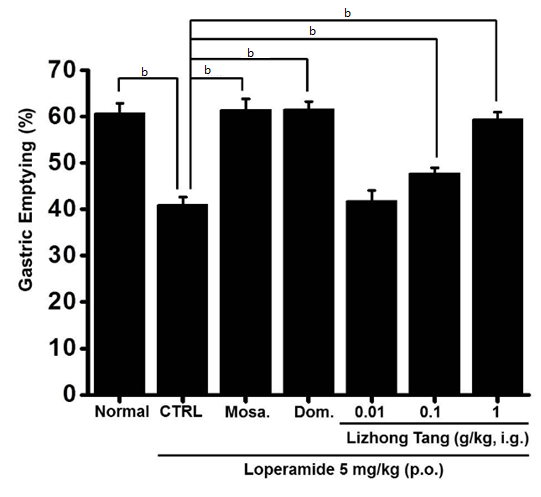 b
b
b
b
b
70
60
50
40
30
20
10
0
Gastric Emptying (%)
Normal CTRL Mosa. Dom. 0.01 0.1 1
Lizhong Tang (g/kg, i.g.)
Loperamide 5 mg/kg (p.o.)